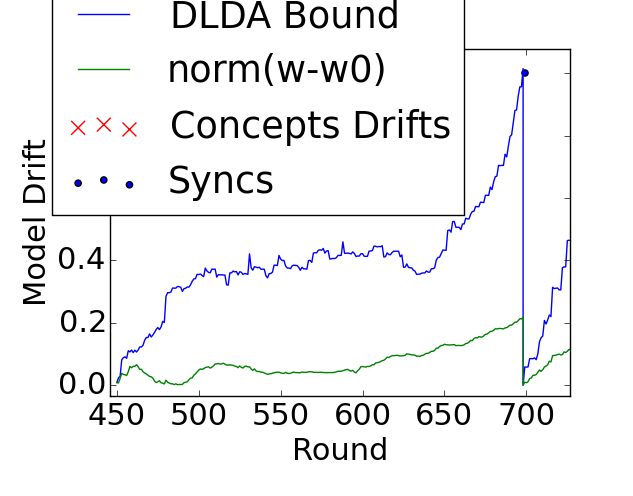 DLDA Bound
norm(w-w0)
Concepts Drifts
Syncs
Model Drift
0.4
0.2
0.0
450 500 550 600 650 700
Round